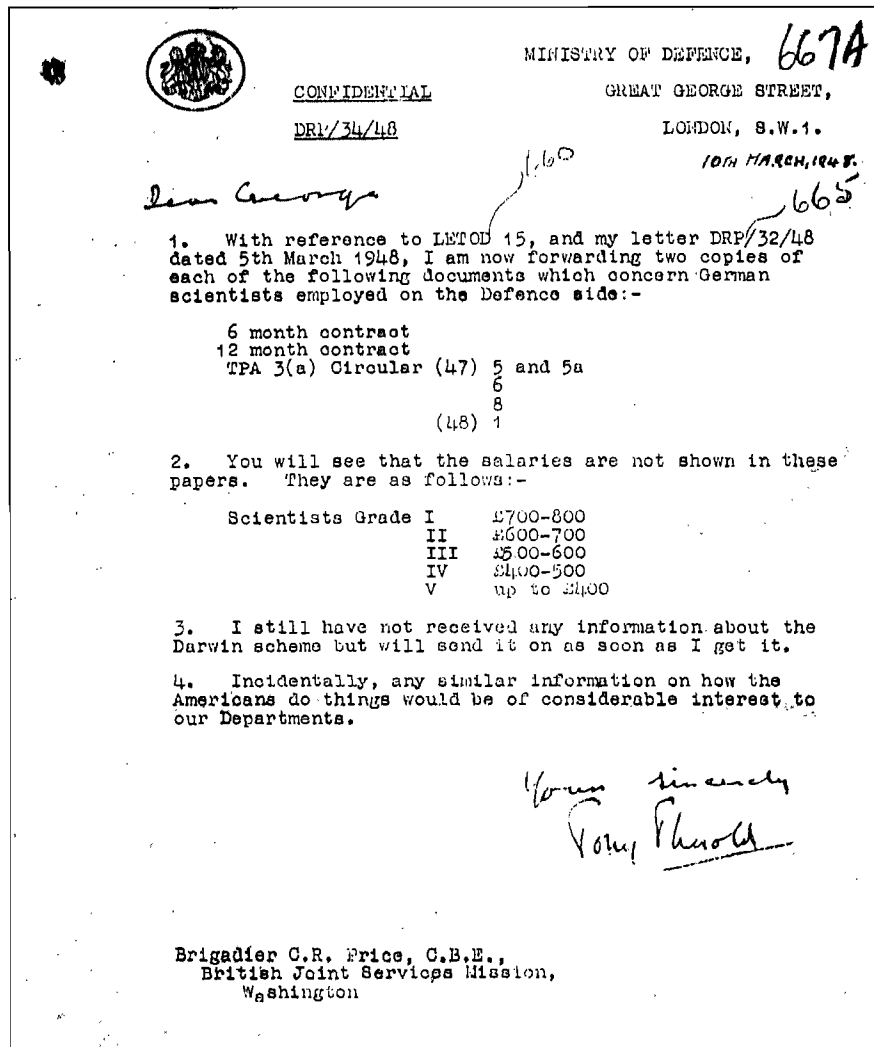 MINISTRY OF DEFENCE, 667A
CONFIDENTIAL
GREAT GEORGE STREET,
DRP/34/48
LONDON, S.W.1.
10TH MARCH, 1948.
160
665
Dear George
1. With reference to LETOD 15, and my letter DRP/32/48
dated 5th March 1948, I am now forwarding two copies of
each of the following documents which concern German
scientists employed on the Defence side:-
6 month contract
12 month contract
TPA 3(a) Circular (47) 5 and 5a
6
8
(48) 1
2. You will see that the salaries are not shown in these
papers. They are as follows:-
Scientists Grade I £700-800
II £600-700
III £500-600
IV £400-500
V up to £400
3. I still have not received any information about the
Darwin scheme but will send it on as soon as I get it.
4. Incidentally, any similar information on how the
Americans do things would be of considerable interest to
our Departments.
Yours sincerely
Tony
Brigadier C.R. Price, C.B.E.,
British Joint Services Mission,
Washington